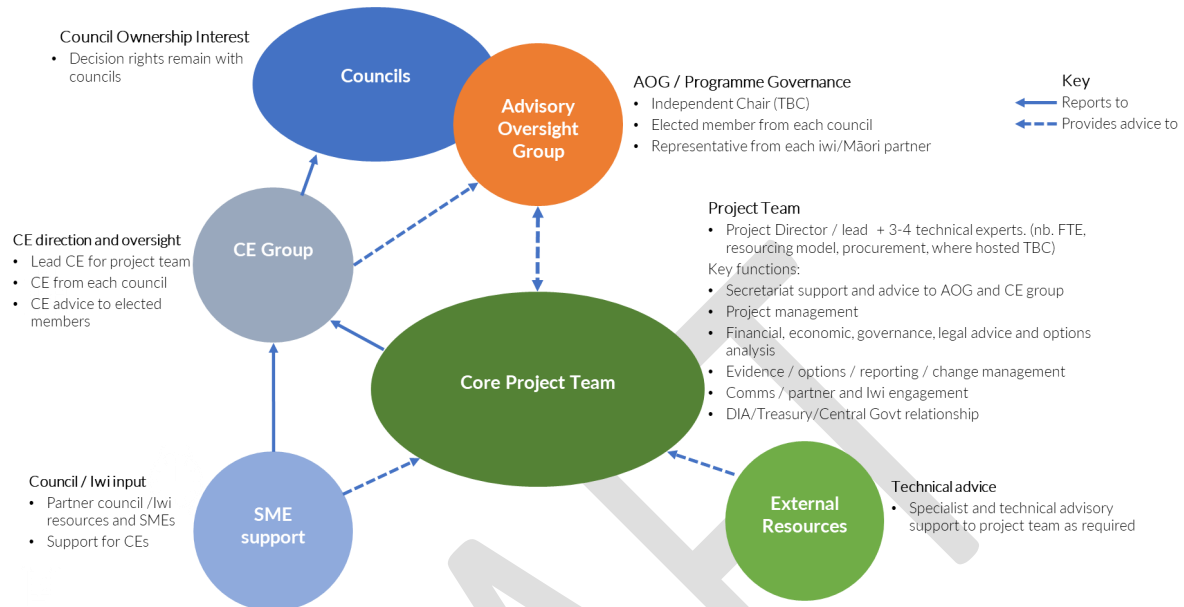 Council Ownership Interest
• Decision rights remain with
councils
Councils
Advisory
Oversight
Group
AOG / Programme Governance
• Independent Chair (TBC)
• Elected member from each council
• Representative from each iwi/Māori partner
Key
Reports to
Provides advice to
CE direction and oversight
• Lead CE for project team
• CE from each council
• CE advice to elected
members
CE Group
Project Team
• Project Director / lead + 3-4 technical experts. (nb. FTE,
resourcing model, procurement, where hosted TBC)
Key functions:
• Secretariat support and advice to AOG and CE group
• Project management
• Financial, economic, governance, legal advice and options
analysis
• Evidence / options / reporting / change management
• Comms / partner and Iwi engagement
• DIA/Treasury/Central Govt relationship
Core Project Team
Council / Iwi input
• Partner council /Iwi
resources and SMEs
• Support for CEs
SME
support
External
Resources
Technical advice
• Specialist and technical advisory
support to project team as required